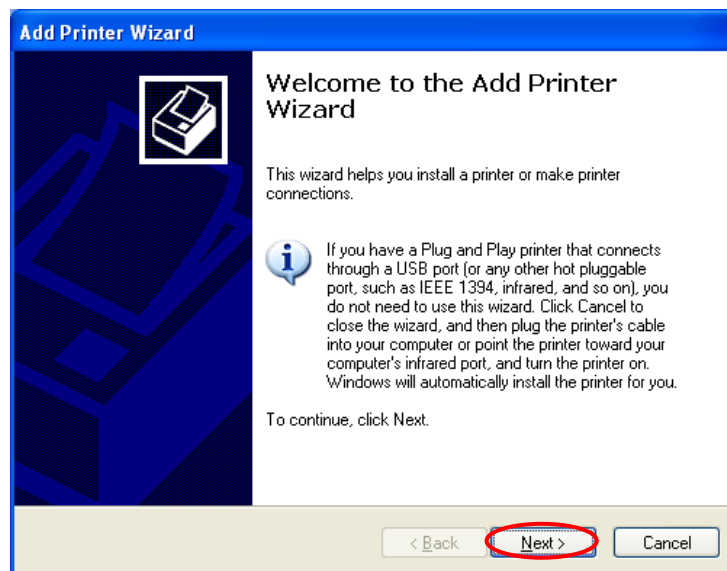 Add Printer Wizard
Welcome to the Add Printer
Wizard
This wizard helps you install a printer or make printer
connections.
If you have a Plug and Play printer that connects
through a USB port (or any other hot pluggable
port, such as IEEE 1394, infrared, and so on), you
do not need to use this wizard. Click Cancel to
close the wizard, and then plug the printer's cable
into your computer or point the printer toward your
computer's infrared port, and turn the printer on.
Windows will automatically install the printer for you.
To continue, click Next.
< Back Next > Cancel